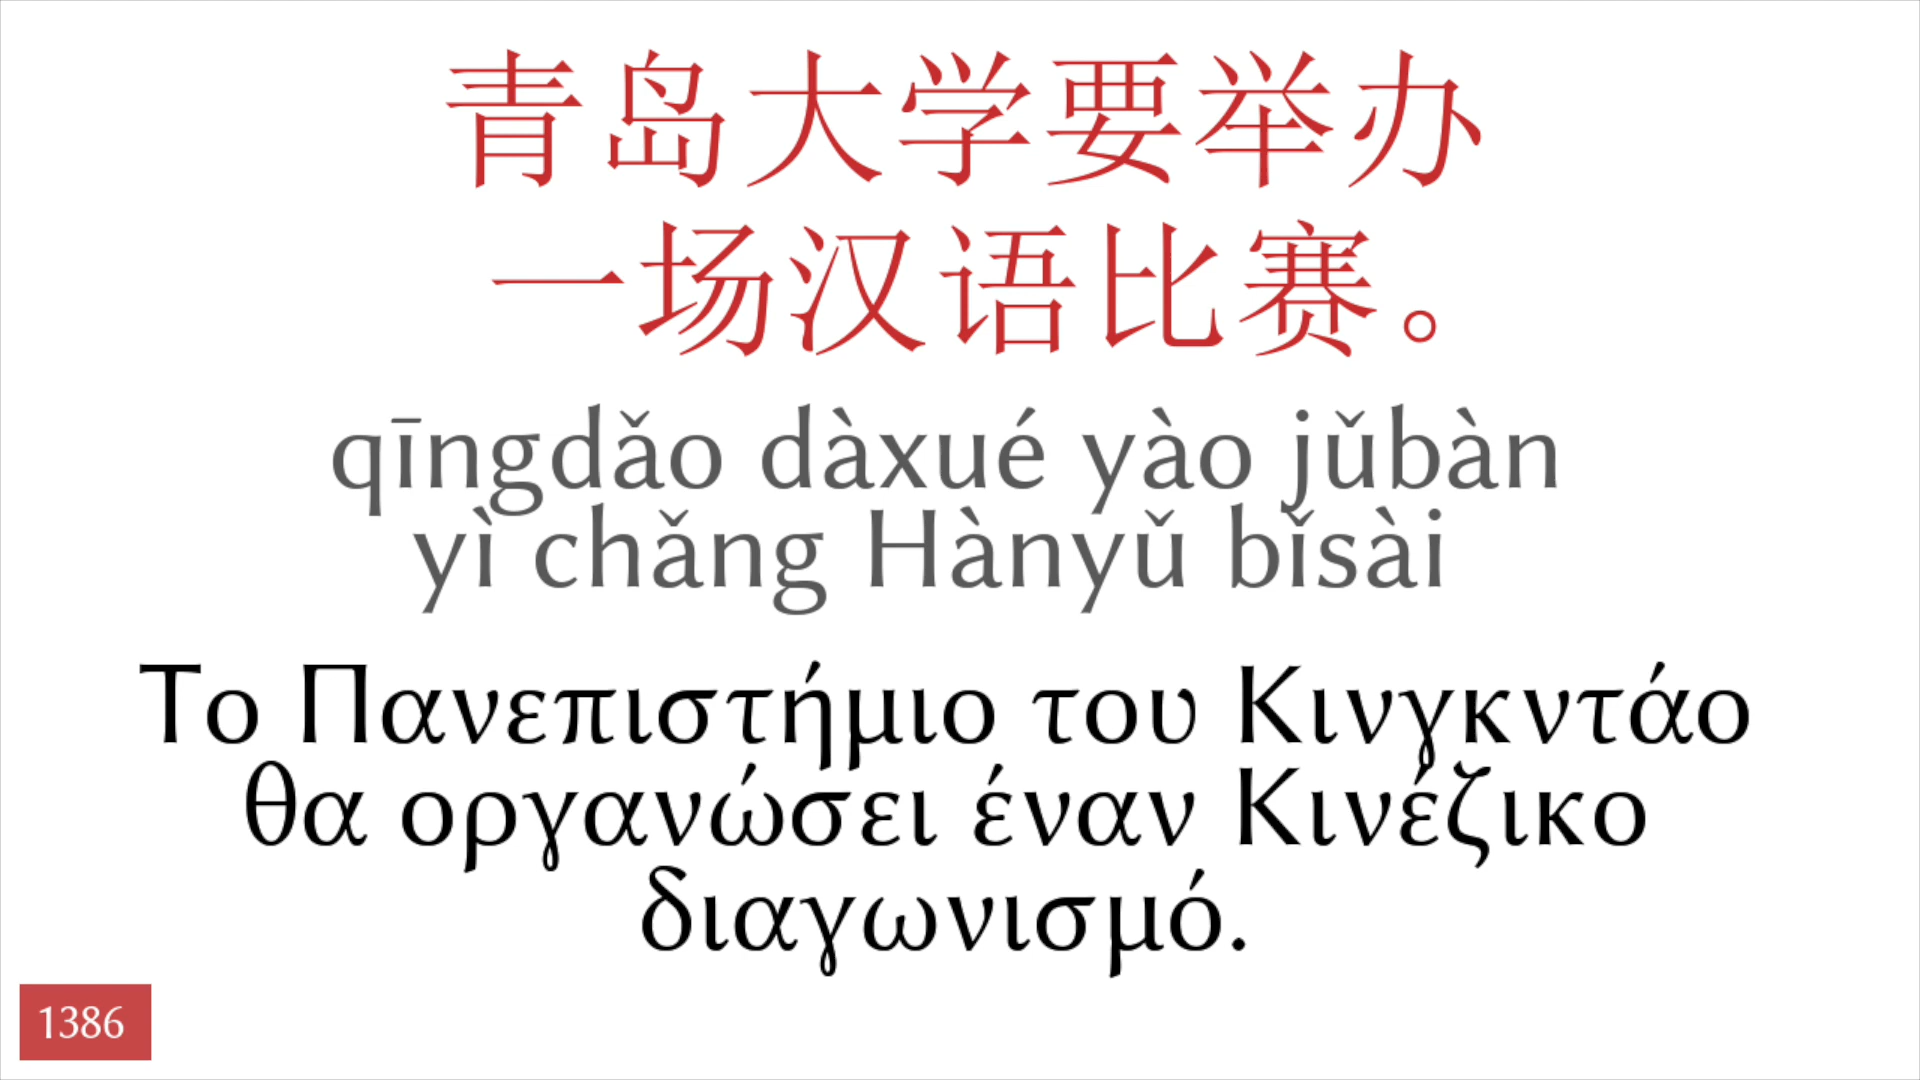 青岛大学要举办
一场汉语比赛。
qīngdǎo dàxué yào jǔbàn
yì chǎng Hànyǔ bǐsài
Το Πανεπιστήμιο του Κινγκντάο
θα οργανώσει έναν Κινέζικο
διαγωνισμό.
1386